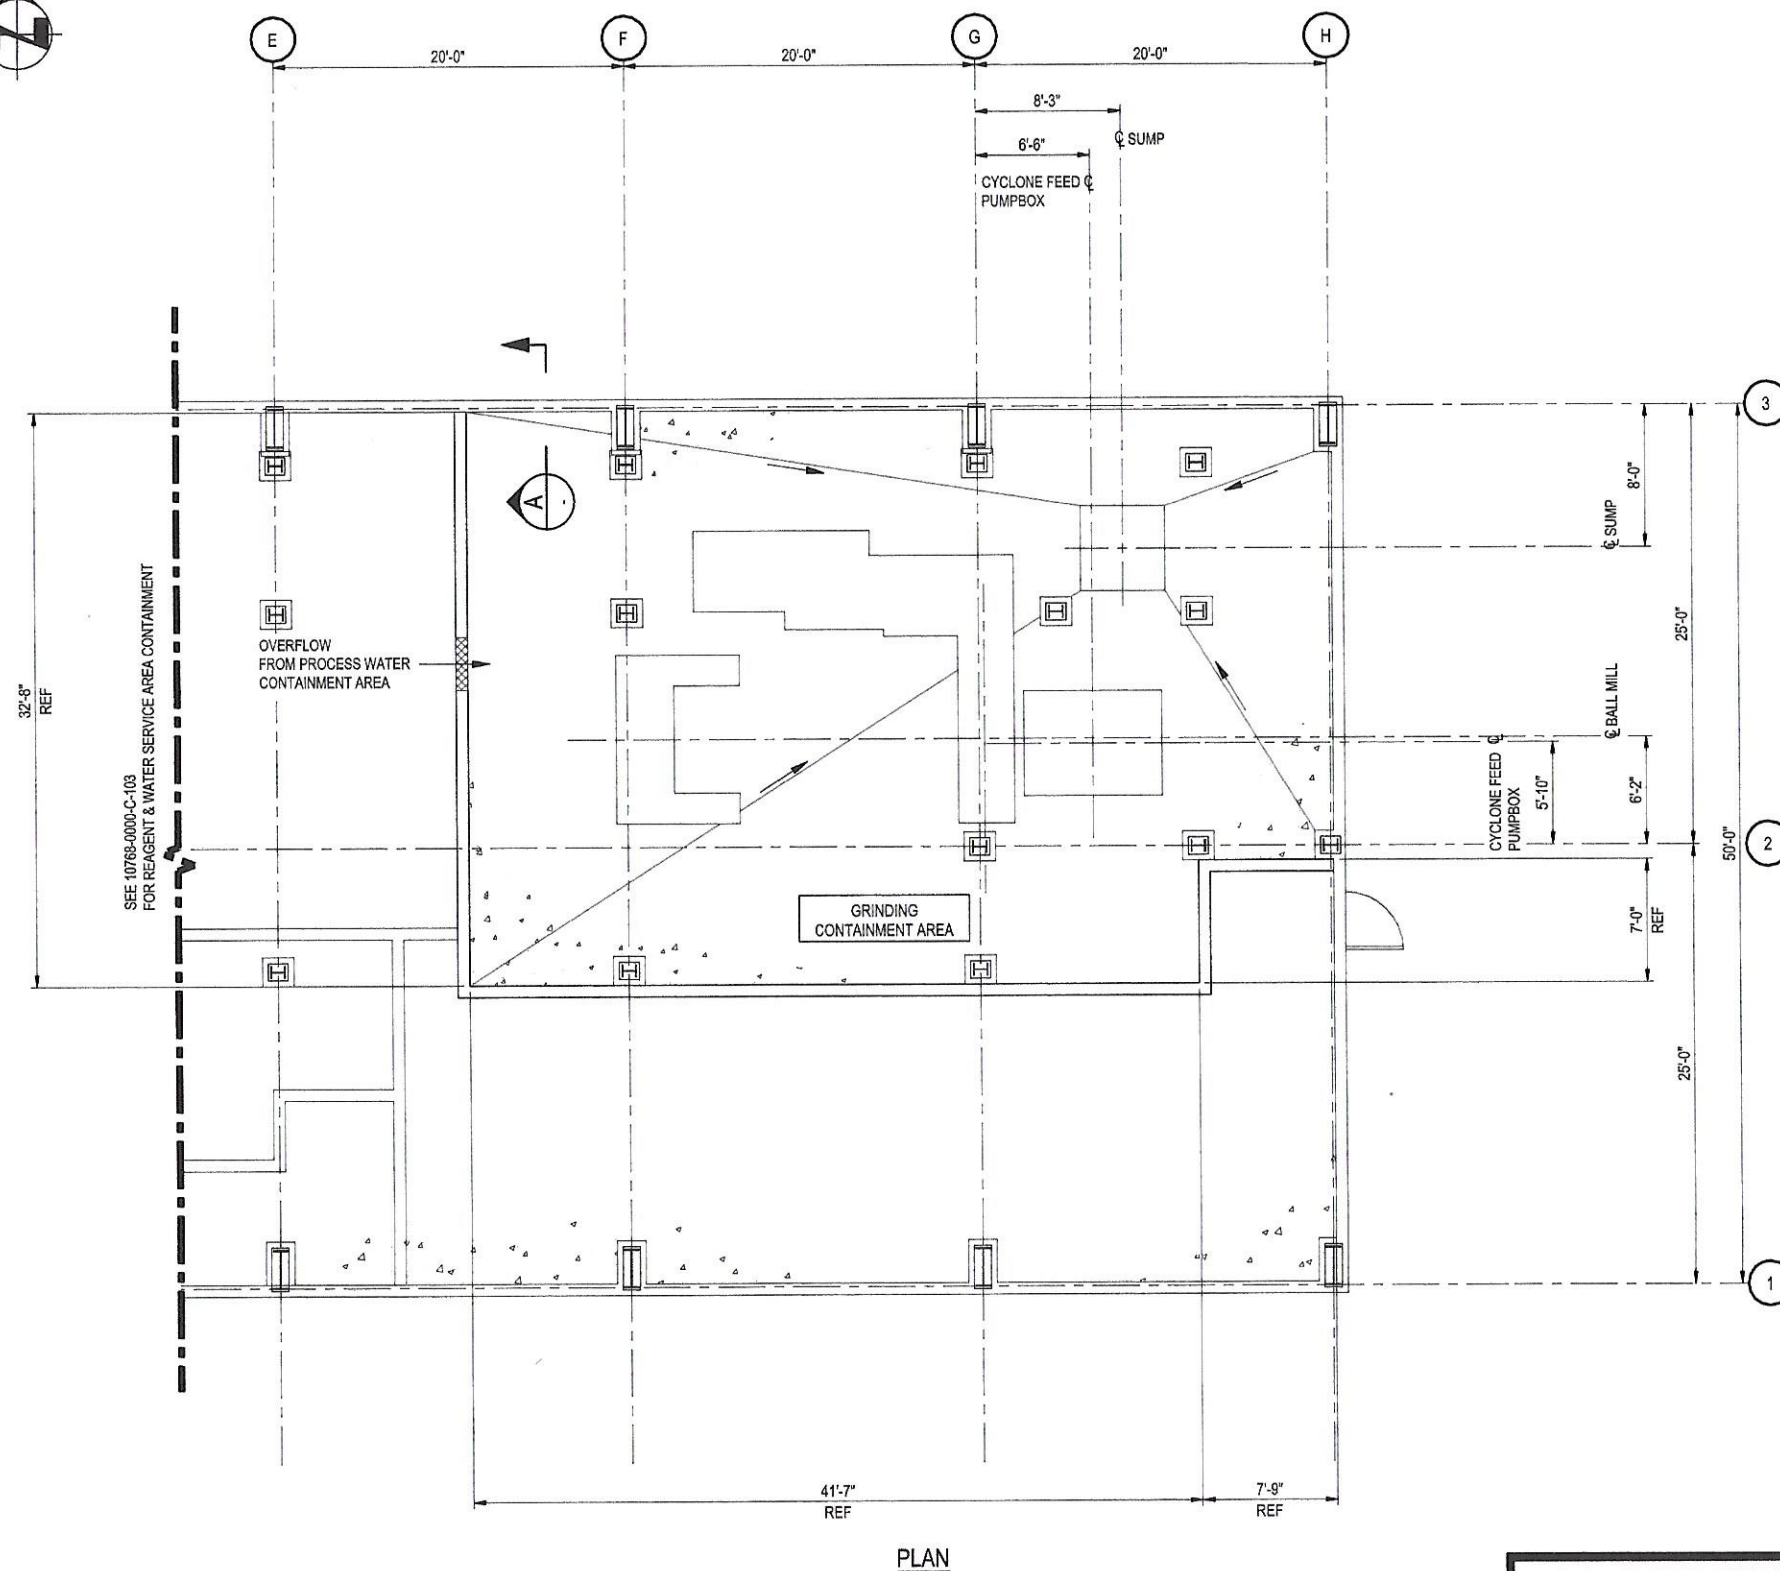 E
F
G
H
20'-0"
20'-0"
20'-0"
8'-3"
℄ SUMP
6'-6"
CYCLONE FEED ℄
PUMPBOX
3
8'-0"
℄ SUMP
A
32'-8"
REF
SEE 10768-0000-C-103
FOR REAGENT & WATER SERVICE AREA CONTAINMENT
OVERFLOW
FROM PROCESS WATER
CONTAINMENT AREA
25'-0"
℄ BALL MILL
CYCLONE FEED ℄
PUMPBOX
5'-10"
6'-2"
50'-0"
2
GRINDING
CONTAINMENT AREA
7'-0"
REF
25'-0"
1
41'-7"
REF
7'-9"
REF
PLAN